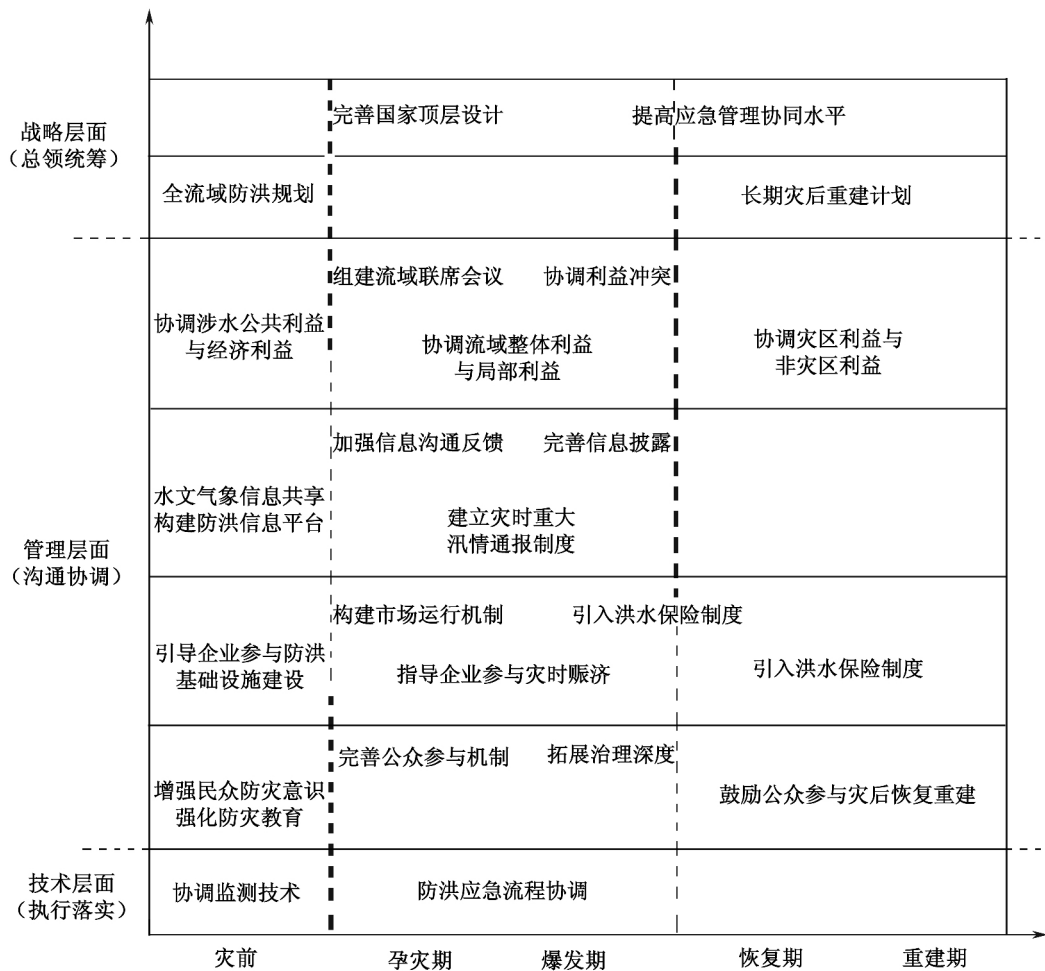 完善国家顶层设计
提高应急管理协同水平
战略层面
（总领统筹）
全流域防洪规划
长期灾后重建计划
组建流域联席会议
协调利益冲突
协调涉水公共利益
与经济利益
协调流域整体利益
与局部利益
协调灾区利益与
非灾区利益
加强信息沟通反馈
完善信息披露
水文气象信息共享
构建防洪信息平台
建立灾时重大
汛情通报制度
管理层面
（沟通协调）
构建市场运行机制
引入洪水保险制度
引导企业参与防洪
基础设施建设
指导企业参与灾时赈济
引入洪水保险制度
完善公众参与机制
拓展治理深度
增强民众防灾意识
强化防灾教育
鼓励公众参与灾后恢复重建
技术层面
（执行落实）
协调监测技术
防洪应急流程协调
灾前
孕灾期
爆发期
恢复期
重建期